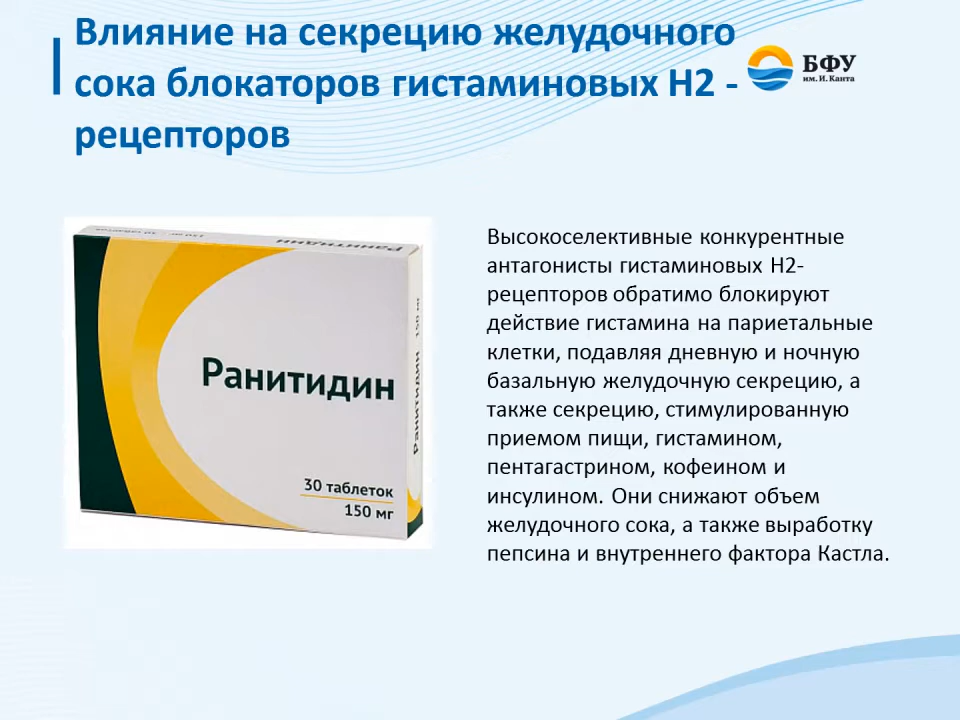 Влияние на секрецию желудочного
сока блокаторов гистаминовых Н2 -
рецепторов
БФУ
им. И. Канта
Ранитидин
Ранитидин
30 таблеток
150 мг
Ранитидин 150 мг
Высокоселективные конкурентные
антагонисты гистаминовых Н2-
рецепторов обратимо блокируют
действие гистамина на париетальные
клетки, подавляя дневную и ночную
базальную желудочную секрецию, а
также секрецию, стимулированную
приемом пищи, гистамином,
пентагастрином, кофеином и
инсулином. Они снижают объем
желудочного сока, а также выработку
пепсина и внутреннего фактора Кастла.